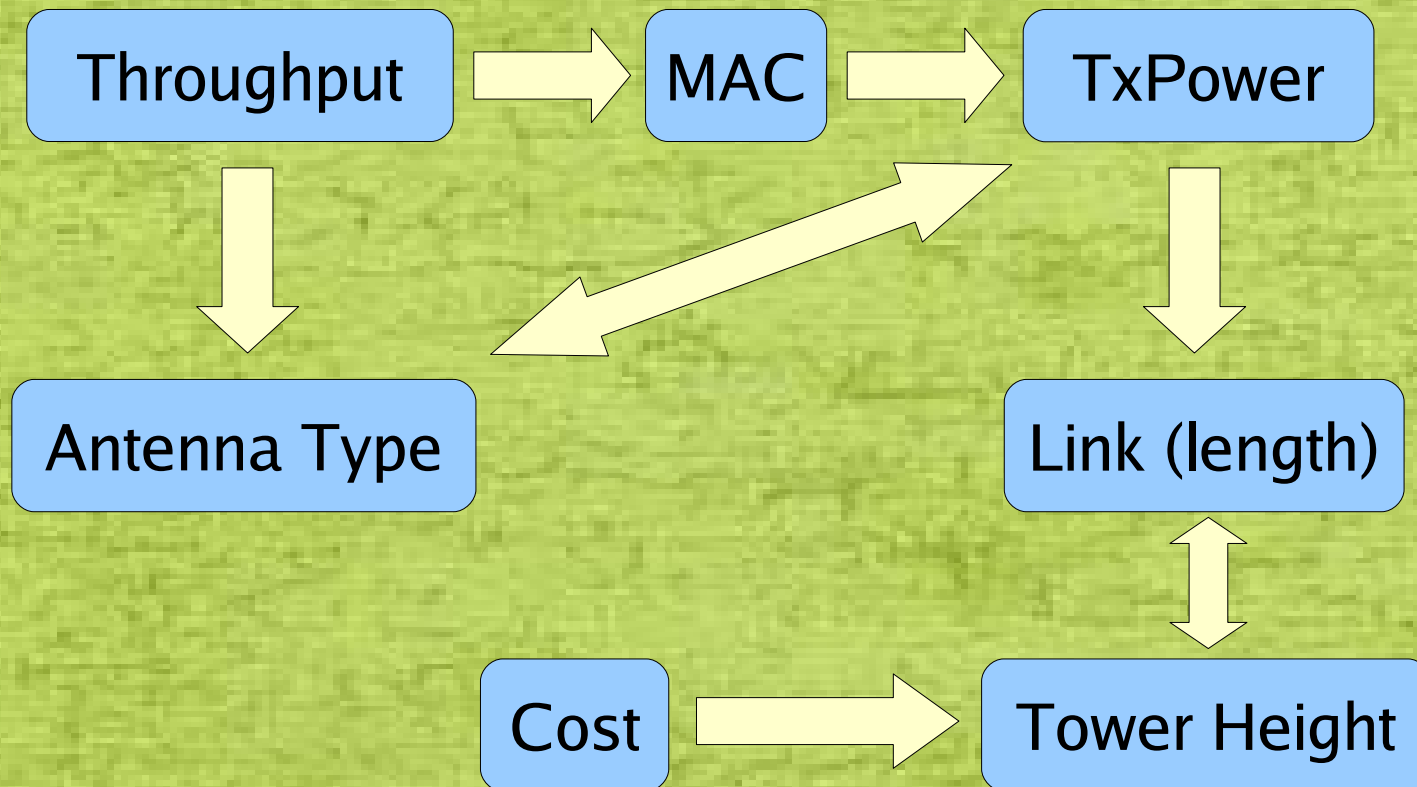 Throughput
MAC
TxPower
Antenna Type
Link (length)
Cost
Tower Height